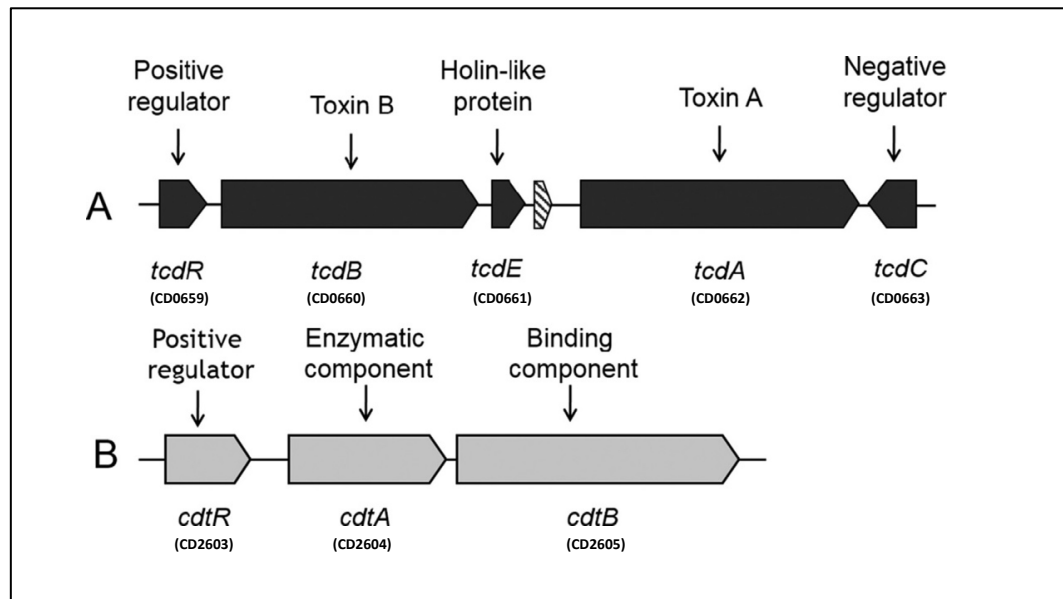 Positive
regulator
Toxin B
Holin-like
protein
Toxin A
Negative
regulator
A
tcdR
(CD0659)
tcdB
(CD0660)
tcdE
(CD0661)
tcdA
(CD0662)
tcdC
(CD0663)
Positive
regulator
Enzymatic
component
Binding
component
B
cdtR
(CD2603)
cdtA
(CD2604)
cdtB
(CD2605)